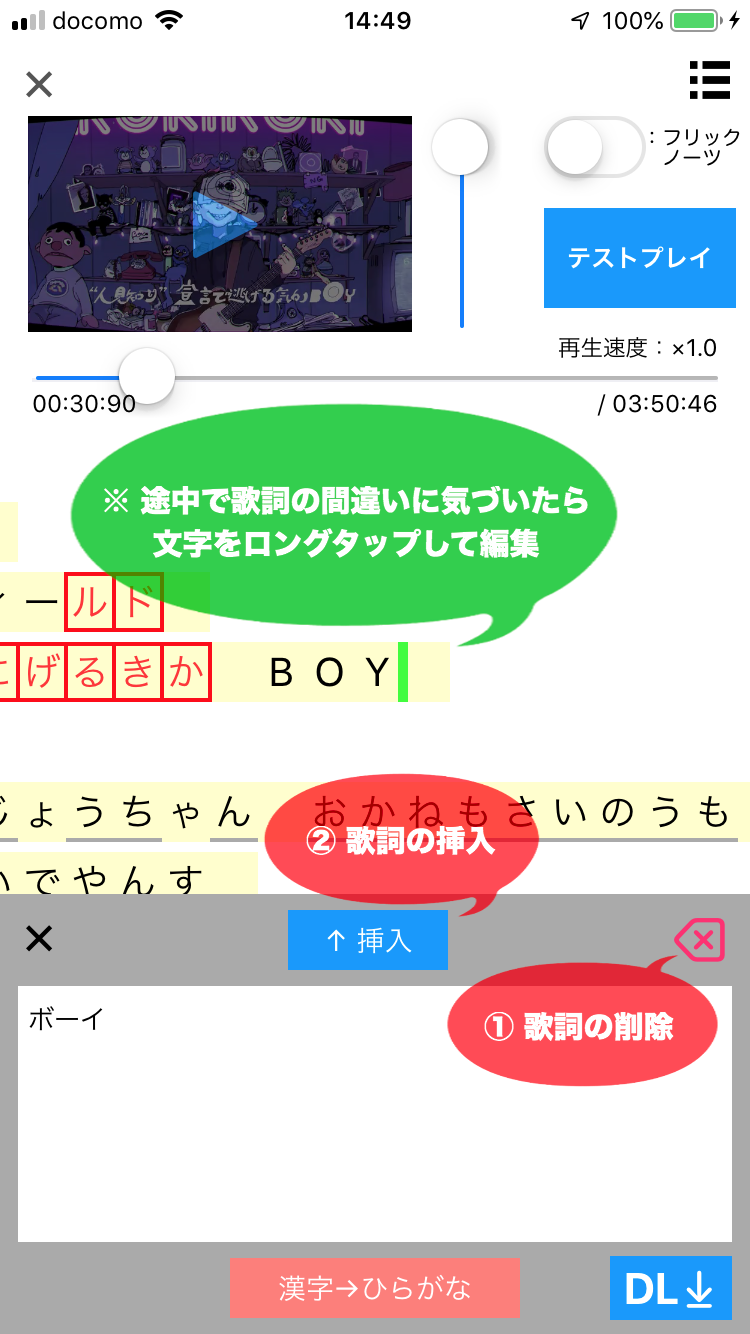 docomo 14:49 100%
ROKIROKI
"人見知り" 宣言で逃げる気かBOY
：フリック
ノーツ
テストプレイ
再生速度：×1.0
00:30:90 / 03:50:46
※ 途中で歌詞の間違いに気づいたら
文字をロングタップして編集
ールド
げるきか BOY
ょうちゃん おかねもさいのうも
でやんす
② 歌詞の挿入
↑ 挿入
① 歌詞の削除
ボーイ
漢字→ひらがな
DL